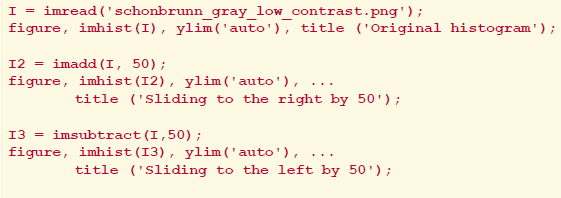 I = imread('schonbrunn_gray_low_contrast.png');
figure, imhist(I), ylim('auto'), title ('Original histogram');
I2 = imadd(I, 50);
figure, imhist(I2), ylim('auto'), ...
title ('Sliding to the right by 50');
I3 = imsubtract(I,50);
figure, imhist(I3), ylim('auto'), ...
title ('Sliding to the left by 50');